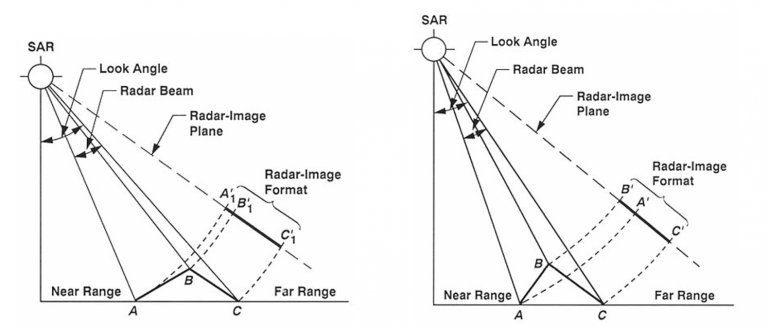 SAR
Look Angle
Radar Beam
Radar-Image
Plane
Radar-Image
Format
A'₁
B'₁
C'₁
B
Near Range
Far Range
A
C
SAR
Look Angle
Radar Beam
Radar-Image
Plane
Radar-Image
Format
B'
A'
C'
B
Near Range
Far Range
A
C